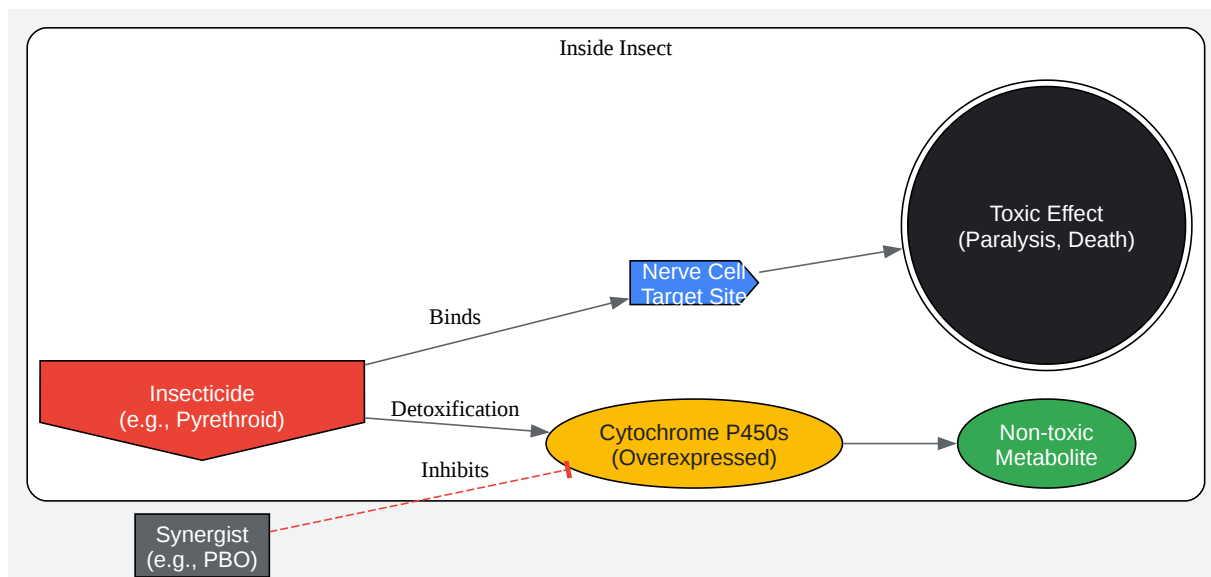 Inside Insect
Toxic Effect
(Paralysis, Death)
Nerve Cell
Target Site
Binds
Insecticide
(e.g., Pyrethroid)
Detoxification
Cytochrome P450s
(Overexpressed)
Non-toxic
Metabolite
Inhibits
Synergist
(e.g., PBO)